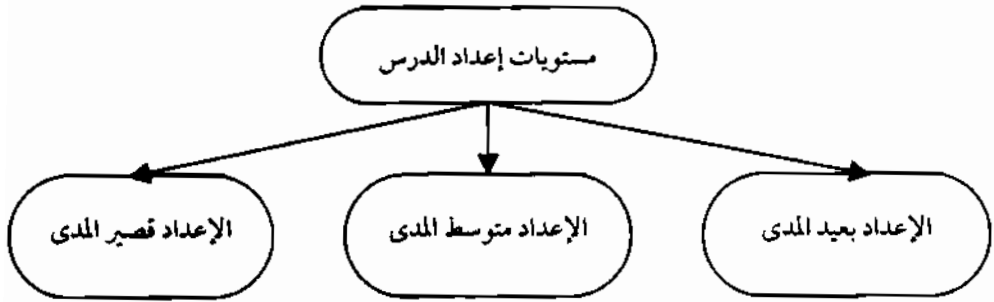 مستويات إعداد الدرس
الإعداد بعيد المدى
الإعداد متوسط المدى
الإعداد قصير المدى